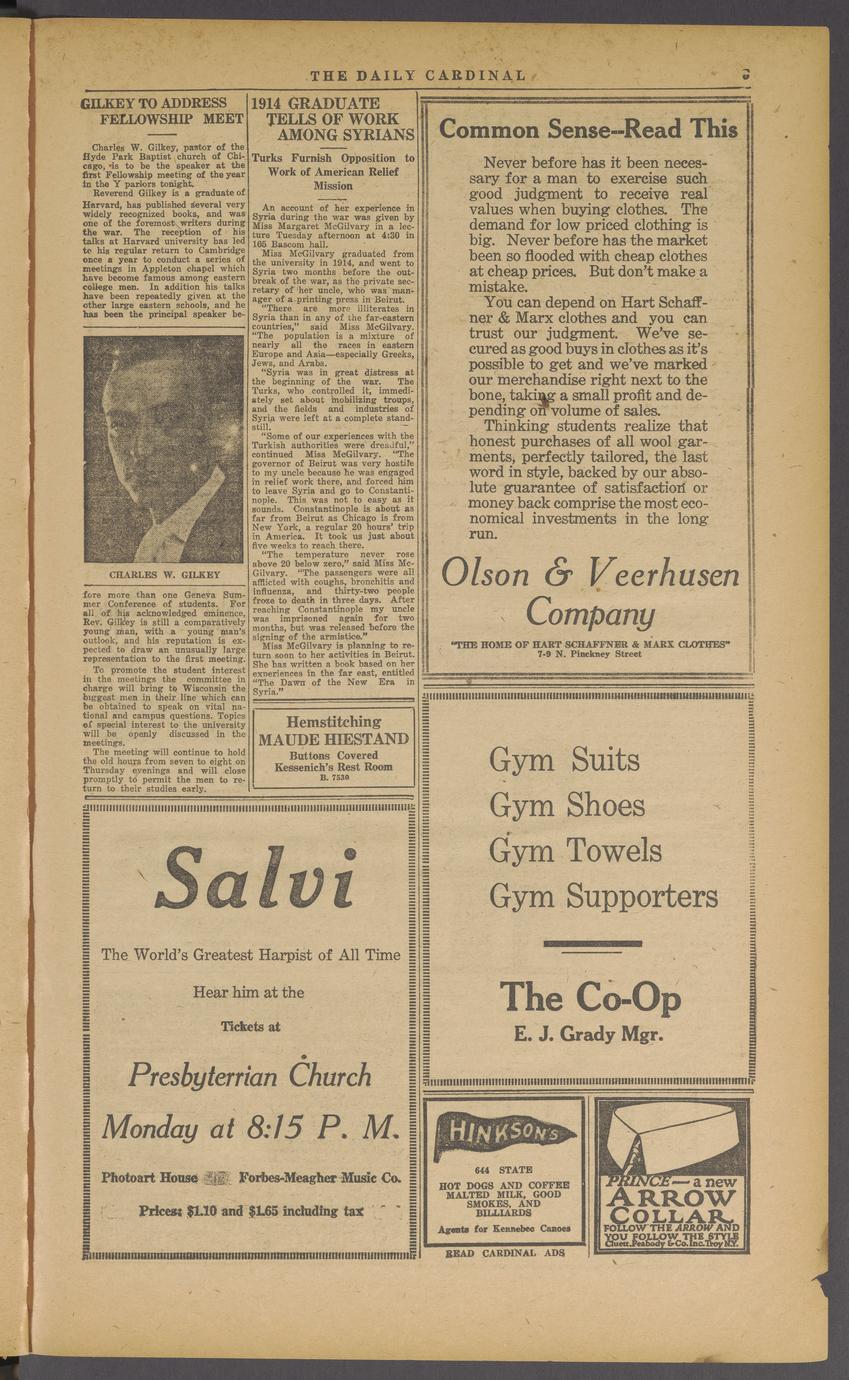 THE DAILY CARDINAL
GILKEY TO ADDRESS
FELLOWSHIP MEET
Charles W. Gilkey, pastor of the
Hyde Park Baptist church of Chi-
cago, is to be the speaker at the
first Fellowship meeting of the year
in the Y parlors tonight.
Reverend Gilkey is a graduate of
Harvard, has published several very
widely recognized books, and was
one of the foremost writers during
the war. The reception of his
talks at Harvard university has led
to his regular return to Cambridge
once a year to conduct a series of
meetings in Appleton chapel which
have become famous among eastern
college men. In addition his talks
have been repeatedly given at the
other large eastern schools, and he
has been the principal speaker be-
CHARLES W. GILKEY
fore more than one Geneva Sum-
mer Conference of students. For
all of his acknowledged eminence,
Rev. Gilkey is still a comparatively
young man, with a young man's
outlook, and his reputation is ex-
pected to draw an unusually large
representation to the first meeting.
To promote the student interest
in the meetings the committee in
charge will bring to Wisconsin the
biggest men in their line which can
be obtained to speak on vital na-
tional and campus questions. Topics
of special interest to the university
will be openly discussed in the
meetings.
The meeting will continue to hold
the old hours from seven to eight on
Thursday evenings and will close
promptly to permit the men to re-
turn to their studies early.
1914 GRADUATE
TELLS OF WORK
AMONG SYRIANS
Turks Furnish Opposition to
Work of American Relief
Mission
An account of her experience in
Syria during the war was given by
Miss Margaret McGilvary in a lec-
ture Tuesday afternoon at 4:30 in
165 Bascom hall.
Miss McGilvary graduated from
the university in 1914, and went to
Syria two months before the out-
break of the war, as the private sec-
retary of her uncle, who was man-
ager of a printing press in Beirut.
"There are more illiterates in
Syria than in any of the far-eastern
countries," said Miss McGilvary.
"The population is a mixture of
nearly all the races in eastern
Europe and Asia—especially Greeks,
Jews, and Arabs.
"Syria was in great distress at
the beginning of the war. The
Turks, who controlled it, immedi-
ately set about mobilizing troups,
and the fields and industries of
Syria were left at a complete stand-
still.
"Some of our experiences with the
Turkish authorities were dreadful,"
continued Miss McGilvary. "The
governor of Beirut was very hostile
to my uncle because he was engaged
in relief work there, and forced him
to leave Syria and go to Constanti-
nople. This was not to easy as it
sounds. Constantinople is about as
far from Beirut as Chicago is from
New York, a regular 20 hours' trip
in America. It took us just about
five weeks to reach there.
"The temperature never rose
above 20 below zero," said Miss Mc-
Gilvary. "The passengers were all
afflicted with coughs, bronchitis and
influenza, and thirty-two people
froze to death in three days. After
reaching Constantinople my uncle
was imprisoned again for two
months, but was released before the
signing of the armistice."
Miss McGilvary is planning to re-
turn soon to her activities in Beirut.
She has written a book based on her
experiences in the far east, entitled
"The Dawn of the New Era in
Syria."
Hemstitching
MAUDE HIESTAND
Buttons Covered
Kessenich's Rest Room
B. 7530
Common Sense--Read This
Never before has it been neces-
sary for a man to exercise such
good judgment to receive real
values when buying clothes. The
demand for low priced clothing is
big. Never before has the market
been so flooded with cheap clothes
at cheap prices. But don't make a
mistake.
You can depend on Hart Schaff-
ner & Marx clothes and you can
trust our judgment. We've se-
cured as good buys in clothes as it's
possible to get and we've marked
our merchandise right next to the
bone, taking a small profit and de-
pending on volume of sales.
Thinking students realize that
honest purchases of all wool gar-
ments, perfectly tailored, the last
word in style, backed by our abso-
lute guarantee of satisfaction or
money back comprise the most eco-
nomical investments in the long
run.
Olson & Veerhusen
Company
"THE HOME OF HART SCHAFFNER & MARX CLOTHES"
7-9 N. Pinckney Street
Salvi
The World's Greatest Harpist of All Time
Hear him at the
Tickets at
Presbyterrian Church
Monday at 8:15 P. M.
Photoart House Forbes-Meagher Music Co.
Prices: $1.10 and $1.65 including tax
Gym Suits
Gym Shoes
Gym Towels
Gym Supporters
The Co-Op
E. J. Grady Mgr.
HINKSON'S
644 STATE
HOT DOGS AND COFFEE
MALTED MILK, GOOD
SMOKES, AND
BILLIARDS
Agents for Kennebec Canoes
READ CARDINAL ADS
PRINCE—a new
ARROW
COLLAR
FOLLOW THE ARROW AND
YOU FOLLOW THE STYLE
Cluett, Peabody & Co. Inc. Troy N.Y.